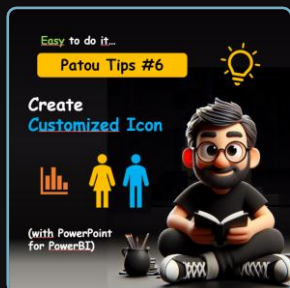 Easy to do it...
Patou Tips #6
Create
Customized Icon
(with PowerPoint
for PowerBI)